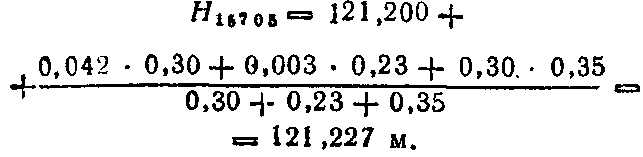 H₁₅₇₀₅ = 121,200 +
+ 0,042 · 0,30 + 0,003 · 0,23 + 0,30. · 0,35 =
0,30 + 0,23 + 0,35
= 121,227 м.